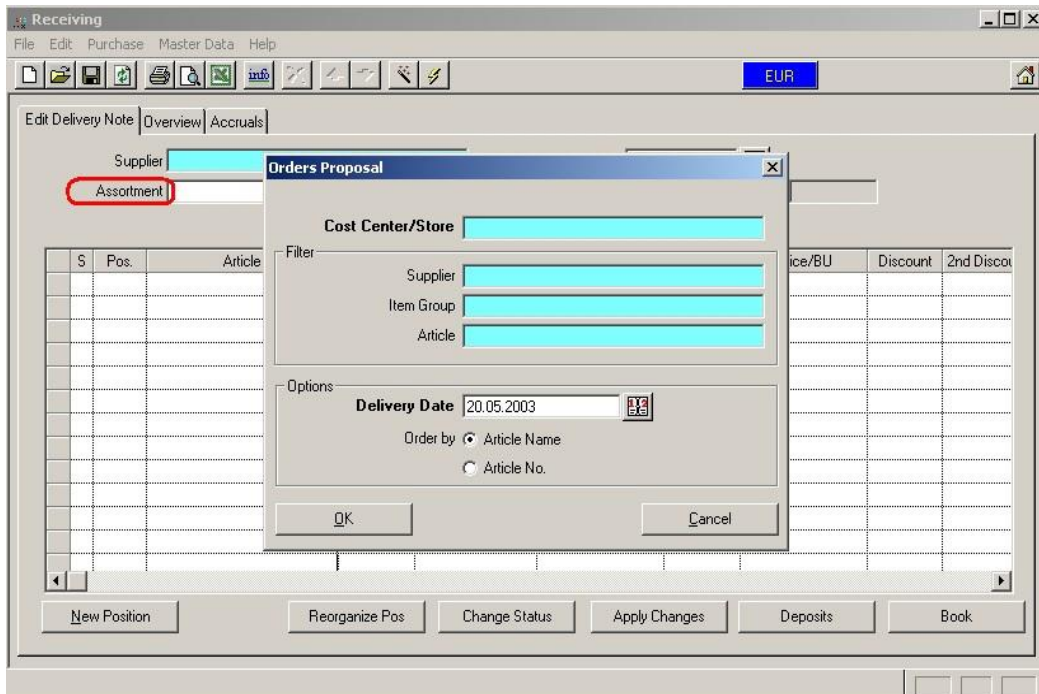 Receiving
File Edit Purchase Master Data Help
info EUR
Edit Delivery Note Overview Accruals
Supplier
Orders Proposal
Assortment
Cost Center/Store
Filter
S Pos. Article ice/BU Discount 2nd Discou
Supplier
Item Group
Article
Options
Delivery Date 20.05.2003
Order by Article Name
Article No.
OK Cancel
New Position Reorganize Pos Change Status Apply Changes Deposits Book